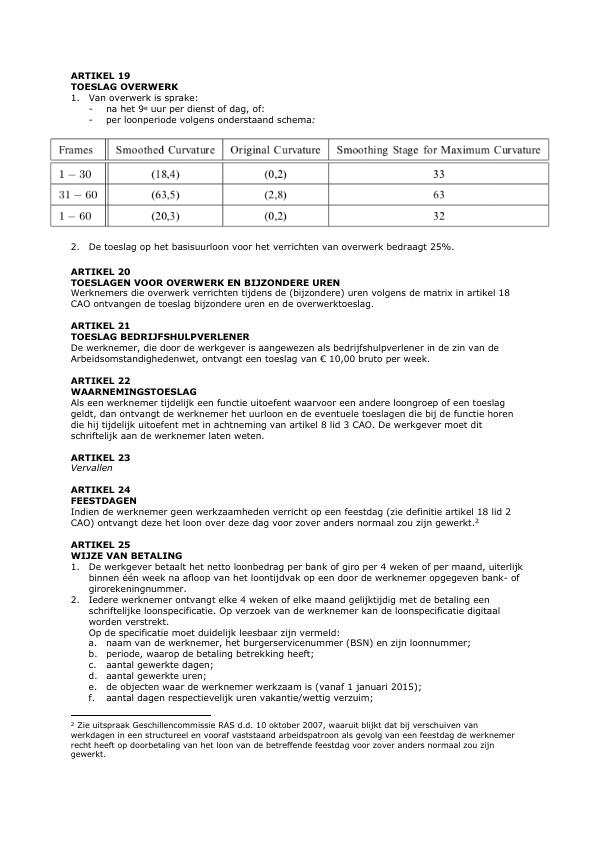 ARTIKEL 19
TOESLAG OVERWERK
1. Van overwerk is sprake:
- na het 9e uur per dienst of dag, of:
- per loonperiode volgens onderstaand schema:
Frames Smoothed Curvature Original Curvature Smoothing Stage for Maximum Curvature
1 − 30 (18,4) (0,2) 33
31 − 60 (63,5) (2,8) 63
1 − 60 (20,3) (0,2) 32
2. De toeslag op het basisuurloon voor het verrichten van overwerk bedraagt 25%.
ARTIKEL 20
TOESLAGEN VOOR OVERWERK EN BIJZONDERE UREN
Werknemers die overwerk verrichten tijdens de (bijzondere) uren volgens de matrix in artikel 18
CAO ontvangen de toeslag bijzondere uren en de overwerktoeslag.
ARTIKEL 21
TOESLAG BEDRIJFSHULPVERLENER
De werknemer, die door de werkgever is aangewezen als bedrijfshulpverlener in de zin van de
Arbeidsomstandighedenwet, ontvangt een toeslag van € 10,00 bruto per week.
ARTIKEL 22
WAARNEMINGSTOESLAG
Als een werknemer tijdelijk een functie uitoefent waarvoor een andere loongroep of een toeslag
geldt, dan ontvangt de werknemer het uurloon en de eventuele toeslagen die bij de functie horen
die hij tijdelijk uitoefent met in achtneming van artikel 8 lid 3 CAO. De werkgever moet dit
schriftelijk aan de werknemer laten weten.
ARTIKEL 23
Vervallen
ARTIKEL 24
FEESTDAGEN
Indien de werknemer geen werkzaamheden verricht op een feestdag (zie definitie artikel 18 lid 2
CAO) ontvangt deze het loon over deze dag voor zover anders normaal zou zijn gewerkt.2
ARTIKEL 25
WIJZE VAN BETALING
1. De werkgever betaalt het netto loonbedrag per bank of giro per 4 weken of per maand, uiterlijk
binnen één week na afloop van het loontijdvak op een door de werknemer opgegeven bank- of
girorekeningnummer.
2. Iedere werknemer ontvangt elke 4 weken of elke maand gelijktijdig met de betaling een
schriftelijke loonspecificatie. Op verzoek van de werknemer kan de loonspecificatie digitaal
worden verstrekt.
Op de specificatie moet duidelijk leesbaar zijn vermeld:
a. naam van de werknemer, het burgerservicenummer (BSN) en zijn loonnummer;
b. periode, waarop de betaling betrekking heeft;
c. aantal gewerkte dagen;
d. aantal gewerkte uren;
e. de objecten waar de werknemer werkzaam is (vanaf 1 januari 2015);
f. aantal dagen respectievelijk uren vakantie/wettig verzuim;
2 Zie uitspraak Geschillencommissie RAS d.d. 10 oktober 2007, waaruit blijkt dat bij verschuiven van
werkdagen in een structureel en vooraf vaststaand arbeidspatroon als gevolg van een feestdag de werknemer
recht heeft op doorbetaling van het loon van de betreffende feestdag voor zover anders normaal zou zijn
gewerkt.